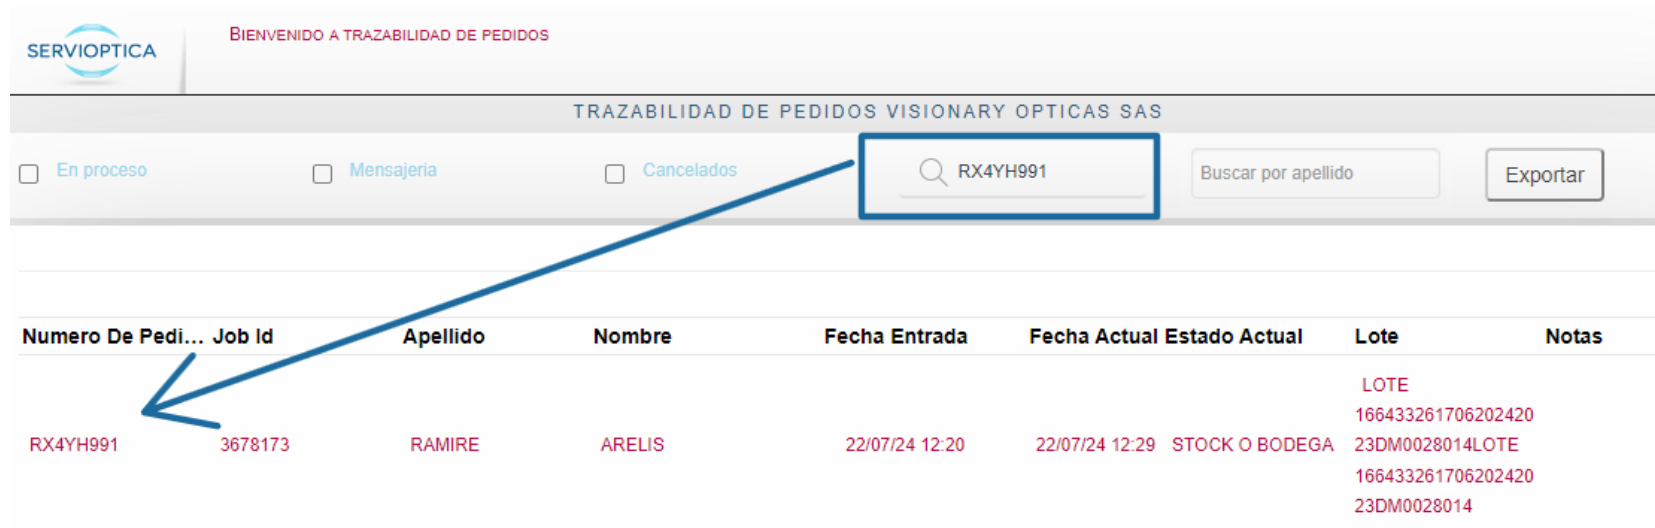 SERVIOPTICA
BIENVENIDO A TRAZABILIDAD DE PEDIDOS
TRAZABILIDAD DE PEDIDOS VISIONARY OPTICAS SAS
En proceso Mensajeria Cancelados RX4YH991 Buscar por apellido Exportar
Numero De Pedi... Job Id Apellido Nombre Fecha Entrada Fecha Actual Estado Actual Lote Notas
RX4YH991 3678173 RAMIRE ARELIS 22/07/24 12:20 22/07/24 12:29 STOCK O BODEGA
LOTE
166433261706202420
23DM0028014LOTE
166433261706202420
23DM0028014